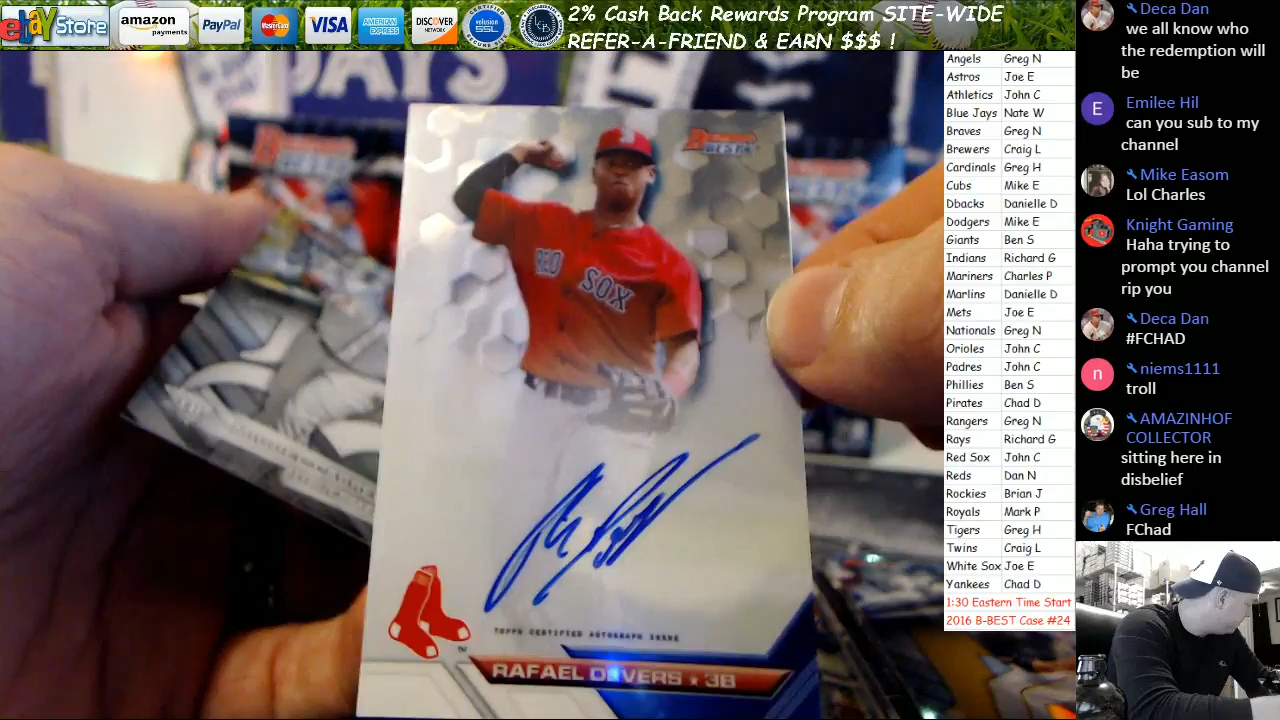 ebay Store
amazon payments
PayPal
MasterCard
VISA
AMERICAN EXPRESS
DISCOVER NETWORK
volusion SSL
2% Cash Back Rewards Program SITE-WIDE
REFER-A-FRIEND & EARN $$$ !
Angels Greg N
Astros Joe E
Athletics John C
Blue Jays Nate W
Braves Greg N
Brewers Craig L
Cardinals Greg H
Cubs Mike E
Dbacks Danielle D
Dodgers Mike E
Giants Ben S
Indians Richard G
Mariners Charles P
Marlins Danielle D
Mets Joe E
Nationals Greg N
Orioles John C
Padres John C
Phillies Ben S
Pirates Chad D
Rangers Greg N
Rays Richard G
Red Sox John C
Reds Dan N
Rockies Brian J
Royals Mark P
Tigers Greg H
Twins Craig L
White Sox Joe E
Yankees Chad D
1:30 Eastern Time Start
2016 B-BEST Case #24
Deca Dan
we all know who
the redemption will
be
E
Emilee Hil
can you sub to my
channel
Mike Easom
Lol Charles
Knight Gaming
Haha trying to
prompt you channel
rip you
Deca Dan
#FCHAD
n
niems1111
troll
AMAZINHOF
COLLECTOR
sitting here in
disbelief
Greg Hall
FChad
Bowman
BEST
RED SOX
TOPPS CERTIFIED AUTOGRAPH ISSUE
TM
RAFAEL DEVERS ★ 3B